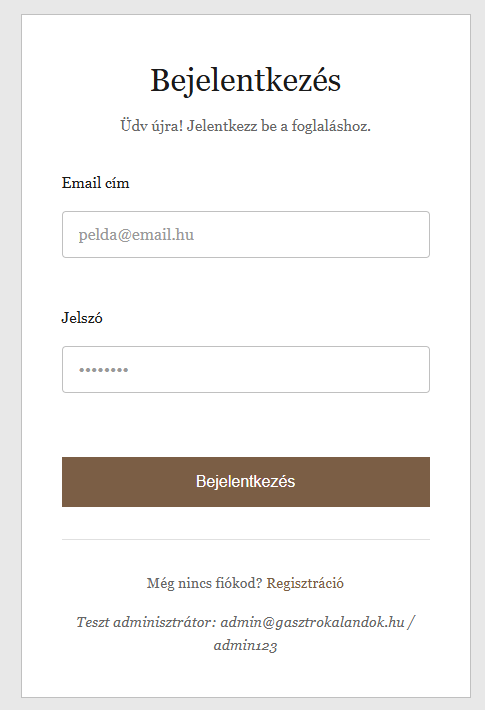 Bejelentkezés
Üdv újra! Jelentkezz be a foglaláshoz.
Email cím
pelda@email.hu
Jelszó
••••••••
Bejelentkezés
Még nincs fiókod? Regisztráció
Teszt adminisztrátor: admin@gasztrokalandok.hu /
admin123